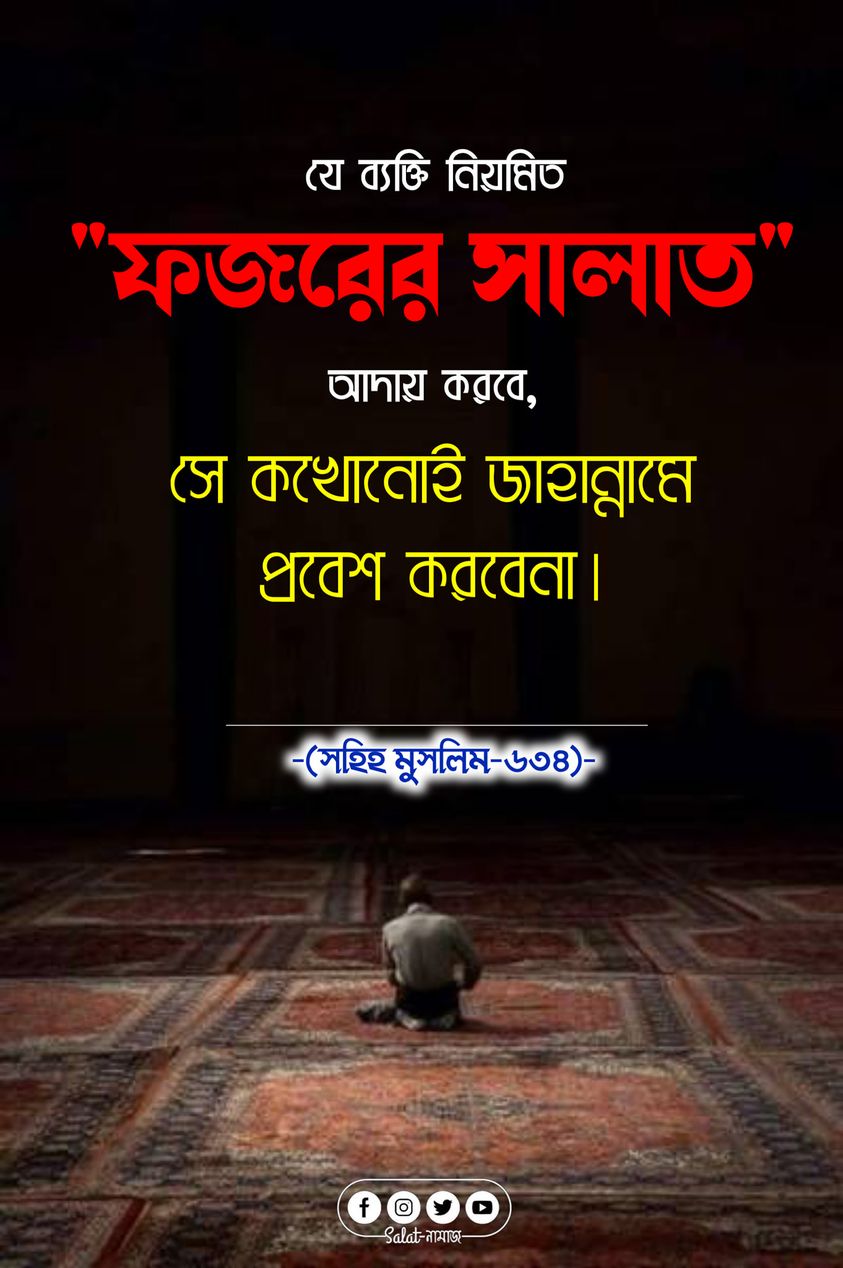 যে ব্যক্তি নিয়মিত
"ফজরের সালাত"
আদায় করবে,
সে কখোনোই জাহান্নামে
প্রবেশ করবেনা।
-(সহিহ মুসলিম-৬৩৪)-
Salat-নামাজ